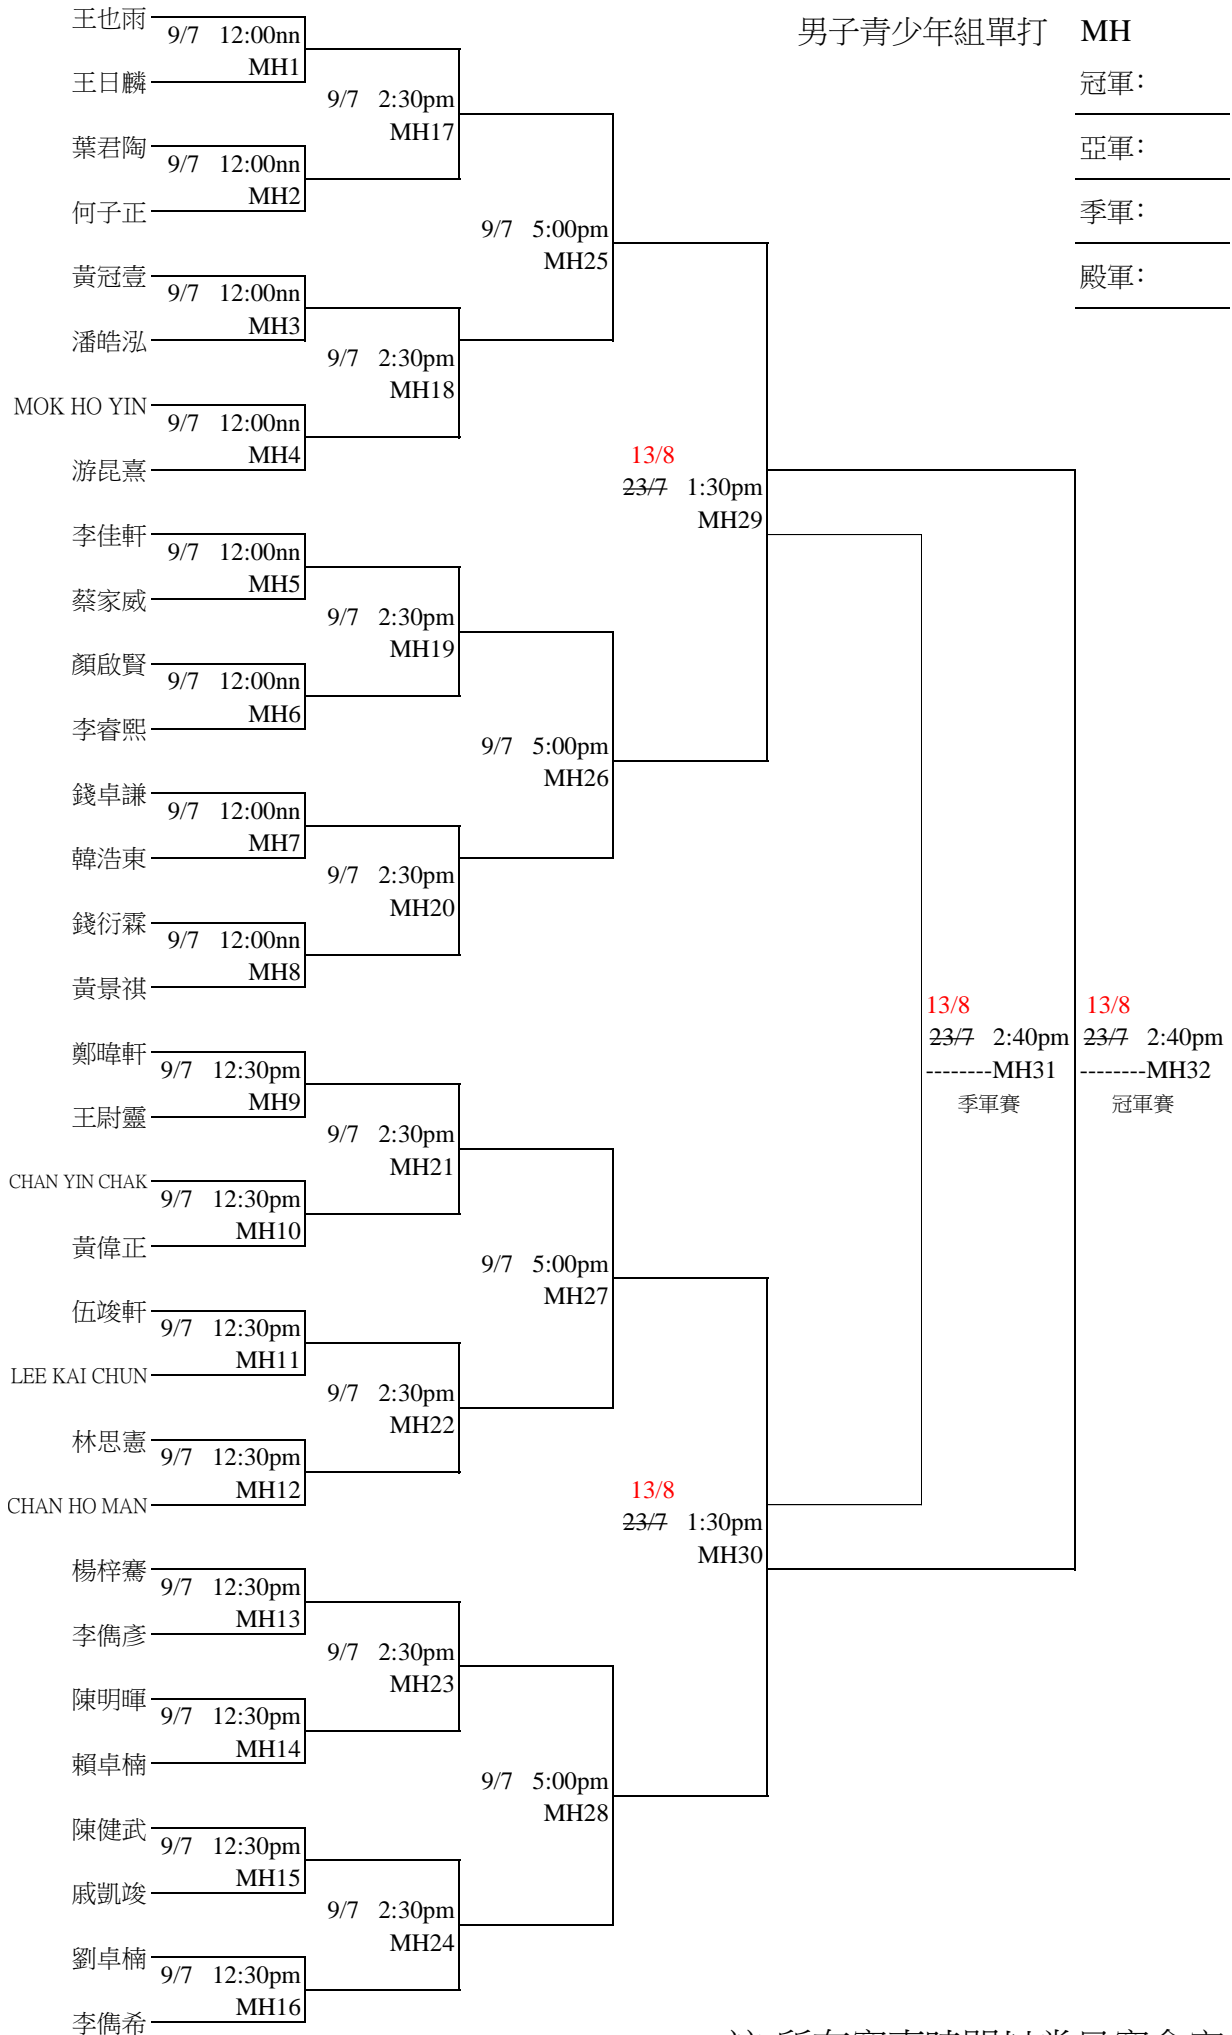 男子青少年組單打 MH
冠軍:
亞軍:
季軍:
殿軍:
王也雨
9/7 12:00nn
MH1
王日麟
9/7 2:30pm
MH17
葉君陶
9/7 12:00nn
MH2
何子正
9/7 5:00pm
MH25
黃冠壹
9/7 12:00nn
MH3
潘皓泓
9/7 2:30pm
MH18
MOK HO YIN
9/7 12:00nn
MH4
游昆熹
13/8
23/7 1:30pm
MH29
李佳軒
9/7 12:00nn
MH5
蔡家威
9/7 2:30pm
MH19
顏啟賢
9/7 12:00nn
MH6
李睿熙
9/7 5:00pm
MH26
錢卓謙
9/7 12:00nn
MH7
韓浩東
9/7 2:30pm
MH20
錢衍霖
9/7 12:00nn
MH8
黃景祺
13/8 13/8
23/7 2:40pm 23/7 2:40pm
--------MH31 --------MH32
季軍賽 冠軍賽
鄭暐軒
9/7 12:30pm
MH9
王尉靈
9/7 2:30pm
MH21
CHAN YIN CHAK
9/7 12:30pm
MH10
黃偉正
9/7 5:00pm
MH27
伍竣軒
9/7 12:30pm
MH11
LEE KAI CHUN
9/7 2:30pm
MH22
林思憲
9/7 12:30pm
MH12
CHAN HO MAN
13/8
23/7 1:30pm
MH30
楊梓騫
9/7 12:30pm
MH13
李儁彥
9/7 2:30pm
MH23
陳明暉
9/7 12:30pm
MH14
賴卓楠
9/7 5:00pm
MH28
陳健武
9/7 12:30pm
MH15
戚凱竣
9/7 2:30pm
MH24
劉卓楠
9/7 12:30pm
MH16
李儁希